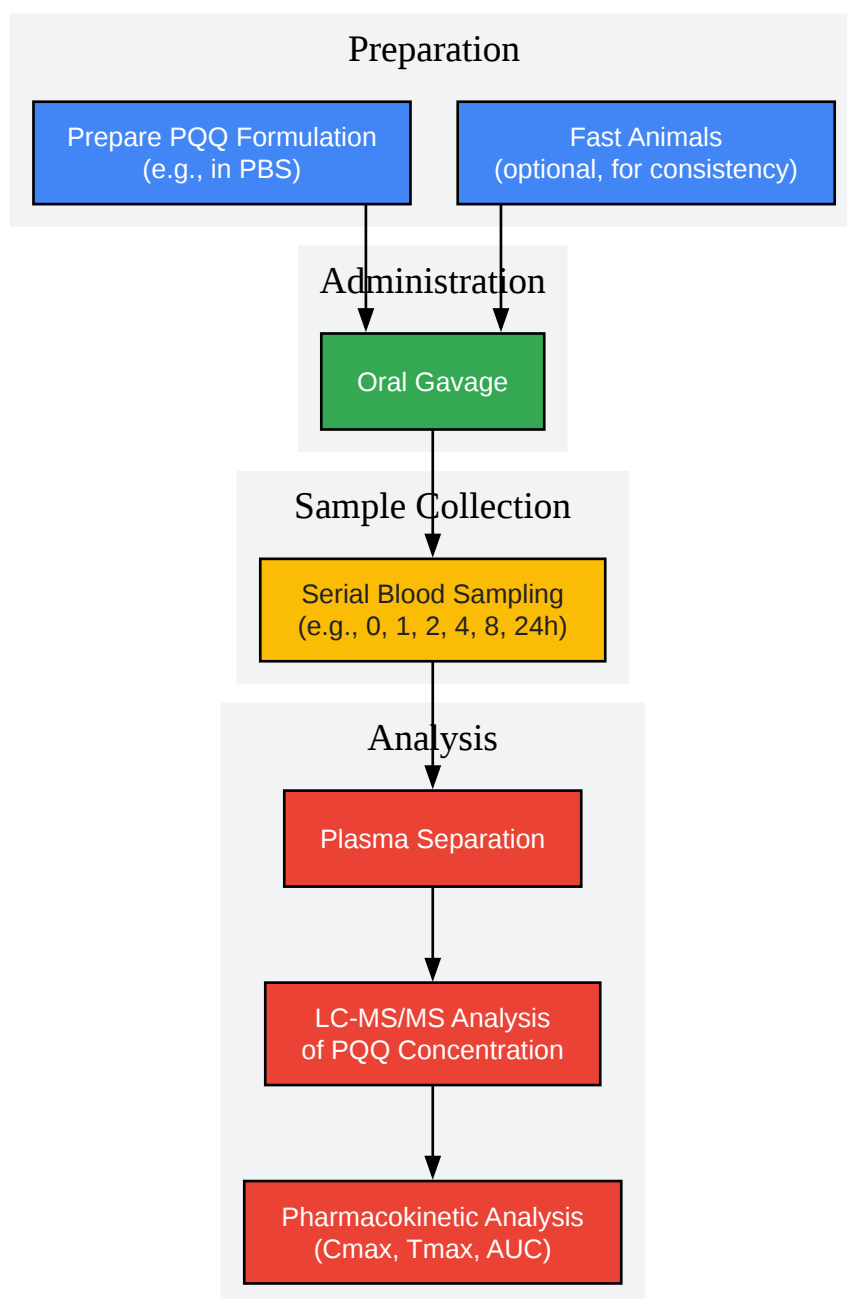 Preparation
Prepare PQQ Formulation
(e.g., in PBS)
Fast Animals
(optional, for consistency)
Administration
Oral Gavage
Sample Collection
Serial Blood Sampling
(e.g., 0, 1, 2, 4, 8, 24h)
Analysis
Plasma Separation
LC-MS/MS Analysis
of PQQ Concentration
Pharmacokinetic Analysis
(Cmax, Tmax, AUC)